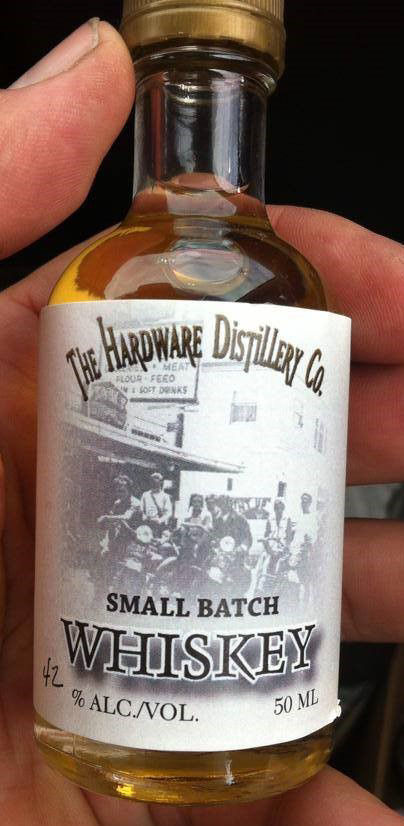 The Hardware Distillery Co.
MEAT
FLOUR - FEED
& SOFT DRINKS
SMALL BATCH
WHISKEY
42
% ALC./VOL.
50 ML